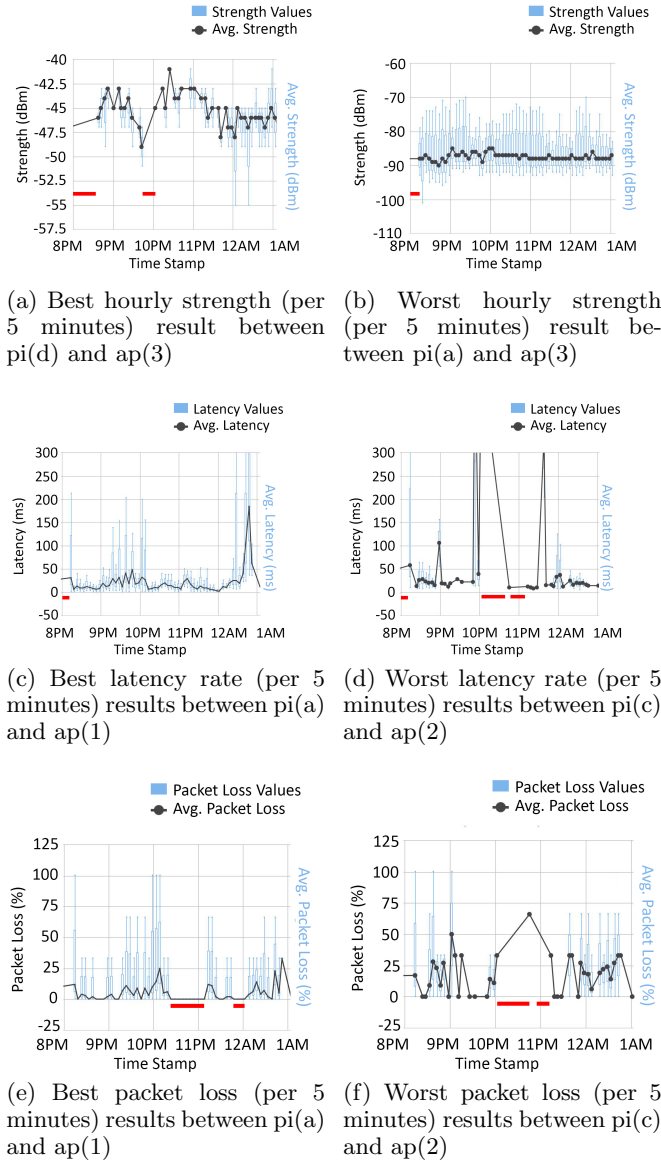 Strength Values
Avg. Strength
-40
-42.5
-45
-47.5
-50
-52.5
-55
-57.5
Strength (dBm)
Avg. Strength (dBm)
8PM 9PM 10PM 11PM 12AM 1AM
Time Stamp
(a) Best hourly strength (per
5 minutes) result between
pi(d) and ap(3)
Strength Values
Avg. Strength
-60
-70
-80
-90
-100
-110
Strength (dBm)
Avg. Strength (dBm)
8PM 9PM 10PM 11PM 12AM 1AM
Time Stamp
(b) Worst hourly strength
(per 5 minutes) result be-
tween pi(a) and ap(3)
Latency Values
Avg. Latency
300
250
200
150
100
50
0
-50
Latency (ms)
Avg. Latency (ms)
8PM 9PM 10PM 11PM 12AM 1AM
Time Stamp
(c) Best latency rate (per 5
minutes) results between pi(a)
and ap(1)
Latency Values
Avg. Latency
300
250
200
150
100
50
0
-50
Latency (ms)
Avg. Latency (ms)
8PM 9PM 10PM 11PM 12AM 1AM
Time Stamp
(d) Worst latency rate (per 5
minutes) results between pi(c)
and ap(2)
Packet Loss Values
Avg. Packet Loss
125
100
75
50
25
0
-25
Packet Loss (%)
Avg. Packet Loss (%)
8PM 9PM 10PM 11PM 12AM 1AM
Time Stamp
(e) Best packet loss (per 5
minutes) results between pi(a)
and ap(1)
Packet Loss Values
Avg. Packet Loss
125
100
75
50
25
0
-25
Packet Loss (%)
Avg. Packet Loss (%)
8PM 9PM 10PM 11PM 12AM 1AM
Time Stamp
(f) Worst packet loss (per 5
minutes) results between pi(c)
and ap(2)